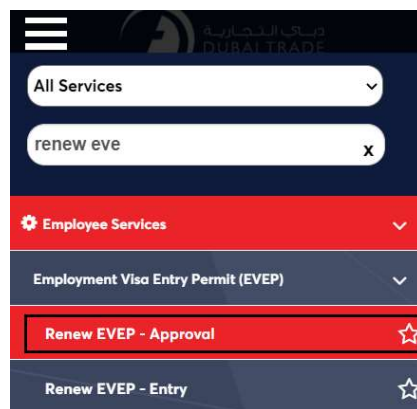 دبي التجارية
DUBAI TRADE
All Services
renew eve
x
Employee Services
Employment Visa Entry Permit (EVEP)
Renew EVEP - Approval
Renew EVEP - Entry